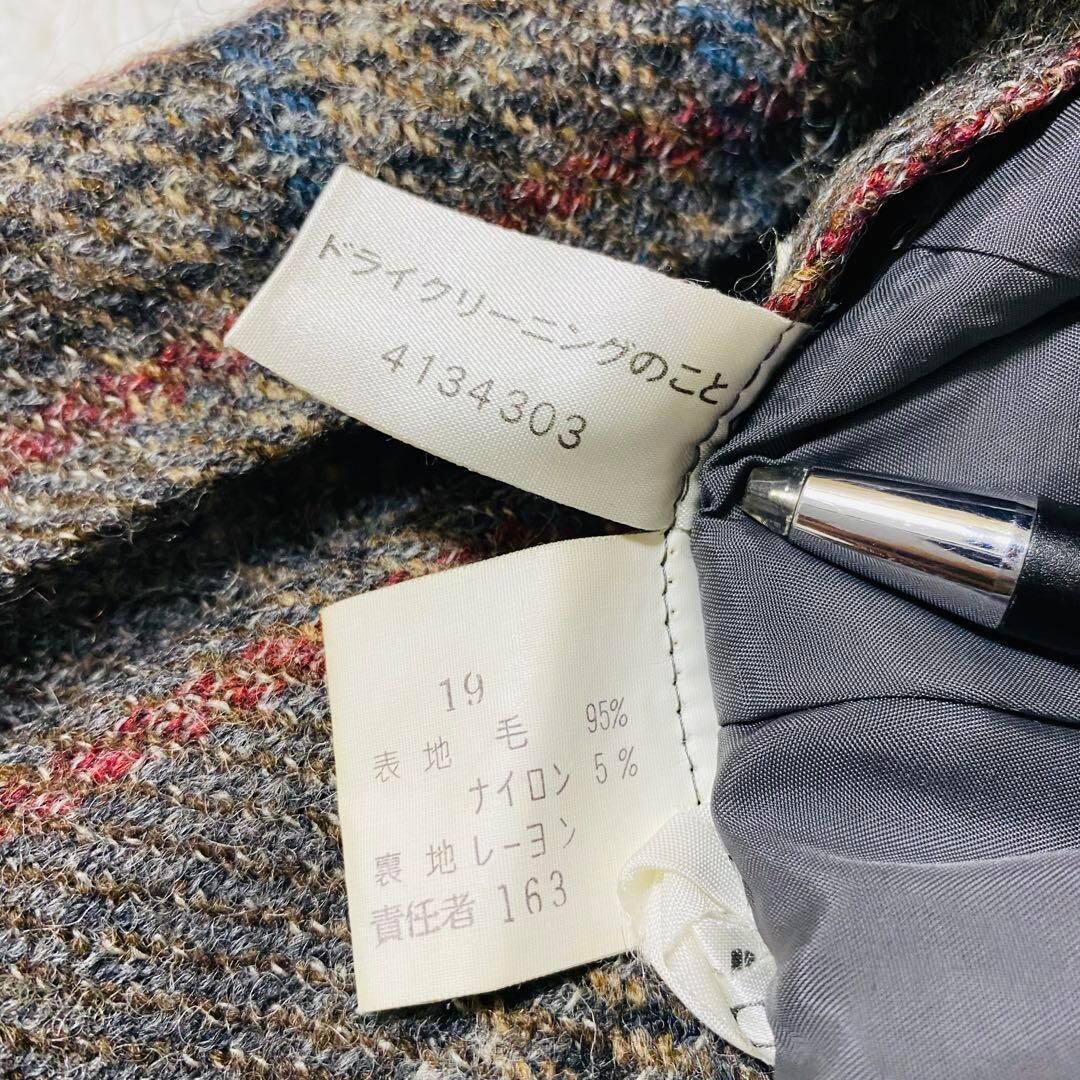 ドライクリーニングのこと
4134303
19
表地 毛 95%
ナイロン 5%
裏地 レーヨン
責任者 163